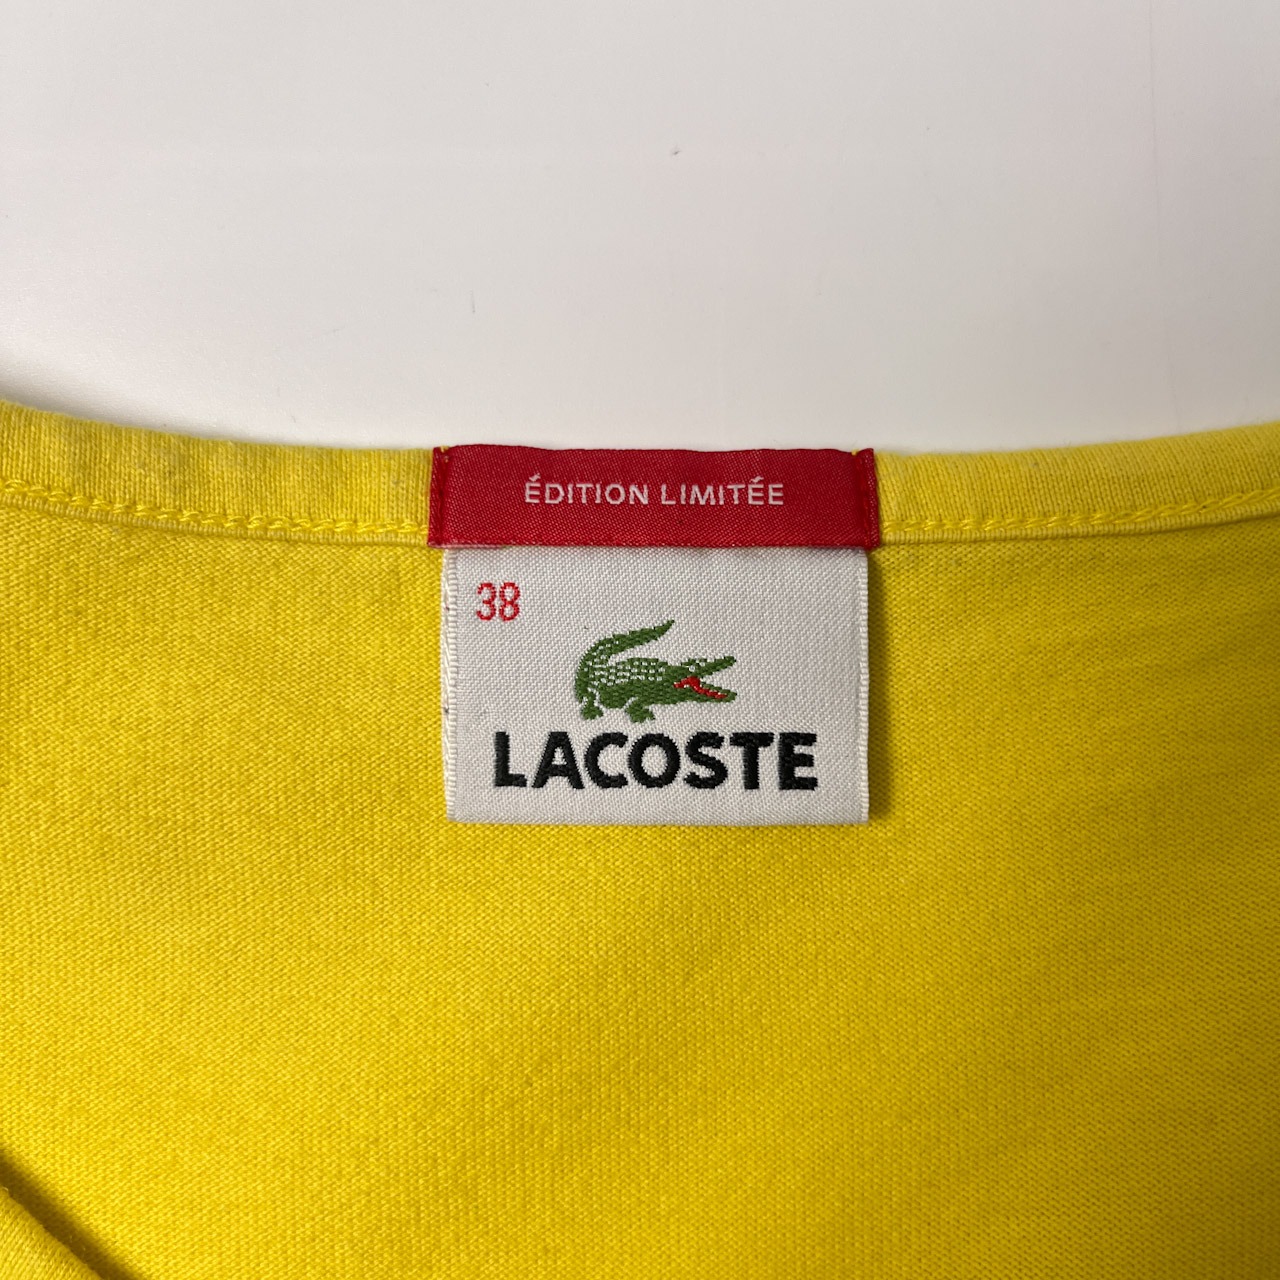 ÉDITION LIMITÉE
38
LACOSTE